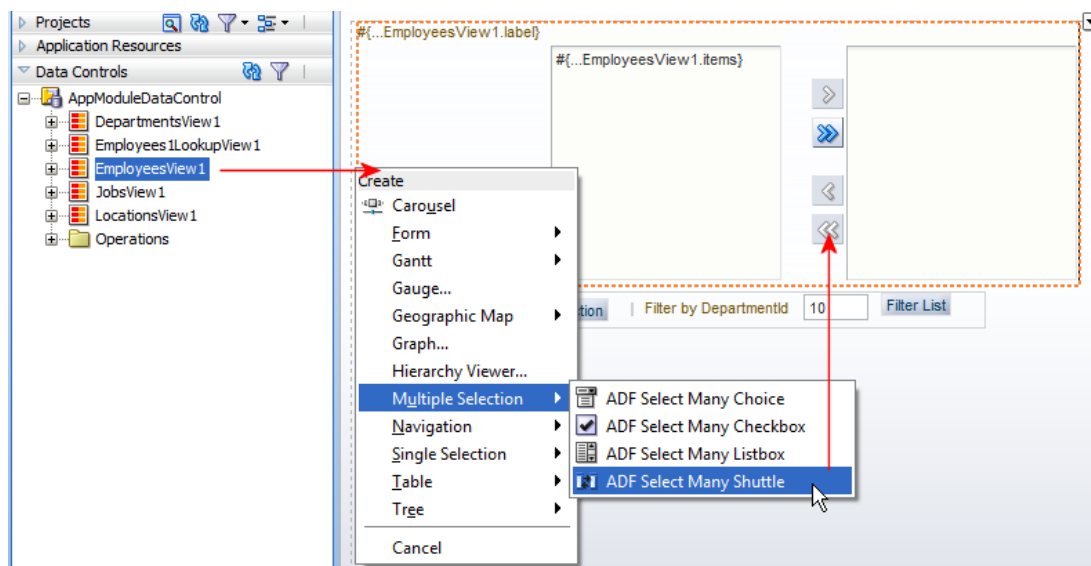 Projects
Application Resources
Data Controls
AppModuleDataControl
DepartmentsView1
Employees1LookupView1
EmployeesView1
JobsView1
LocationsView1
Operations
#{...EmployeesView1.label}
#{...EmployeesView1.items}
Create
Carousel
Form
Gantt
Gauge...
Geographic Map
Graph...
Hierarchy Viewer...
Multiple Selection
Navigation
Single Selection
Table
Tree
Cancel
ction | Filter by DepartmentId 10 Filter List
ADF Select Many Choice
ADF Select Many Checkbox
ADF Select Many Listbox
ADF Select Many Shuttle